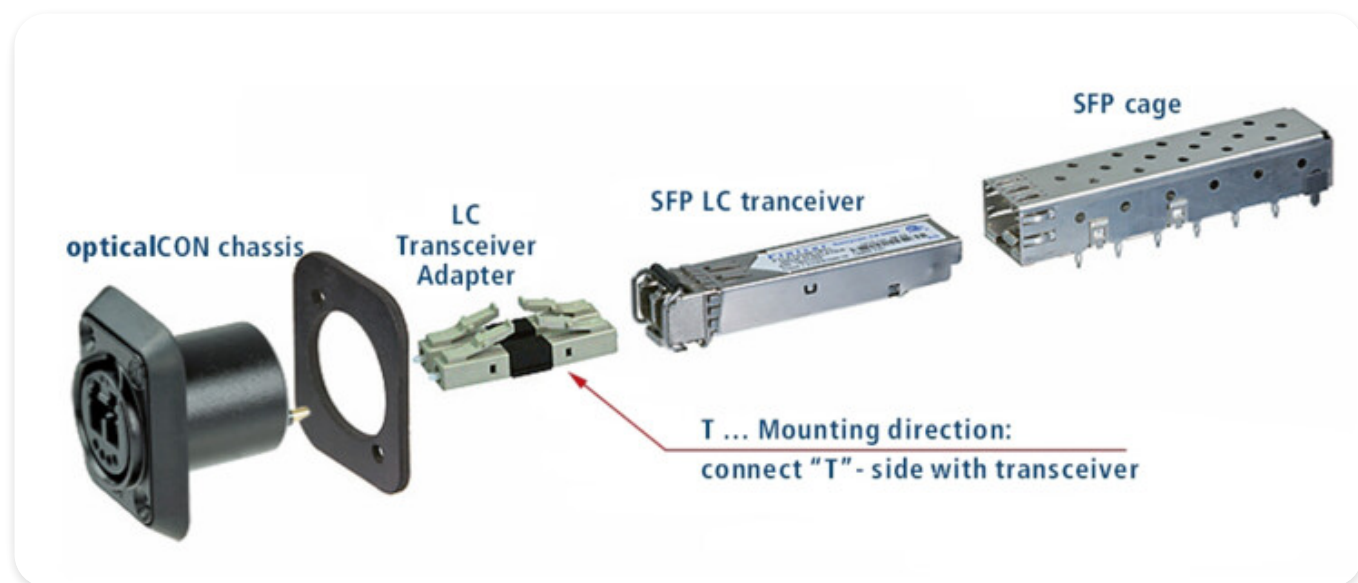 opticalCON chassis
LC
Transceiver
Adapter
SFP LC tranceiver
SFP cage
T ... Mounting direction:
connect “T”- side with transceiver